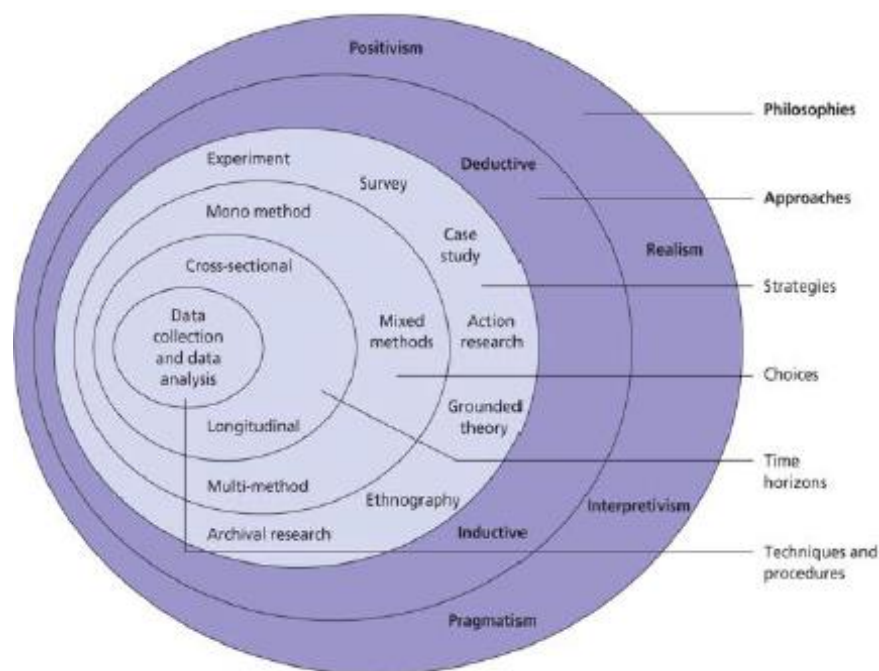 Positivism
Philosophies
Experiment
Deductive
Survey
Approaches
Mono method
Case
study
Realism
Cross-sectional
Strategies
Data
collection
and data
analysis
Mixed
methods
Action
research
Choices
Grounded
theory
Longitudinal
Time
horizons
Multi-method
Ethnography
Interpretivism
Archival research
Inductive
Techniques and
procedures
Pragmatism